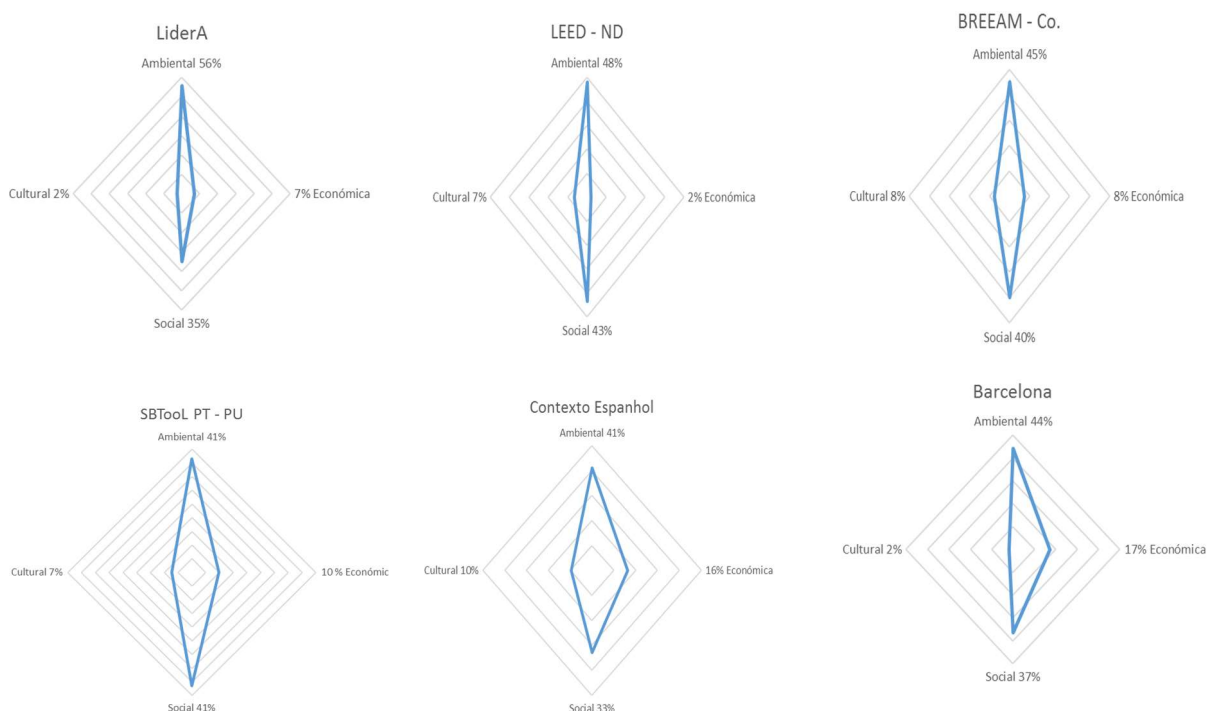 LiderA
Ambiental 56%
Cultural 2%
7% Económica
Social 35%
LEED - ND
Ambiental 48%
Cultural 7%
2% Económica
Social 43%
BREEAM - Co.
Ambiental 45%
Cultural 8%
8% Económica
Social 40%
SBTooL PT - PU
Ambiental 41%
Cultural 7%
10 % Económic
Social 41%
Contexto Espanhol
Ambiental 41%
Cultural 10%
16% Económica
Social 33%
Barcelona
Ambiental 44%
Cultural 2%
17% Económica
Social 37%